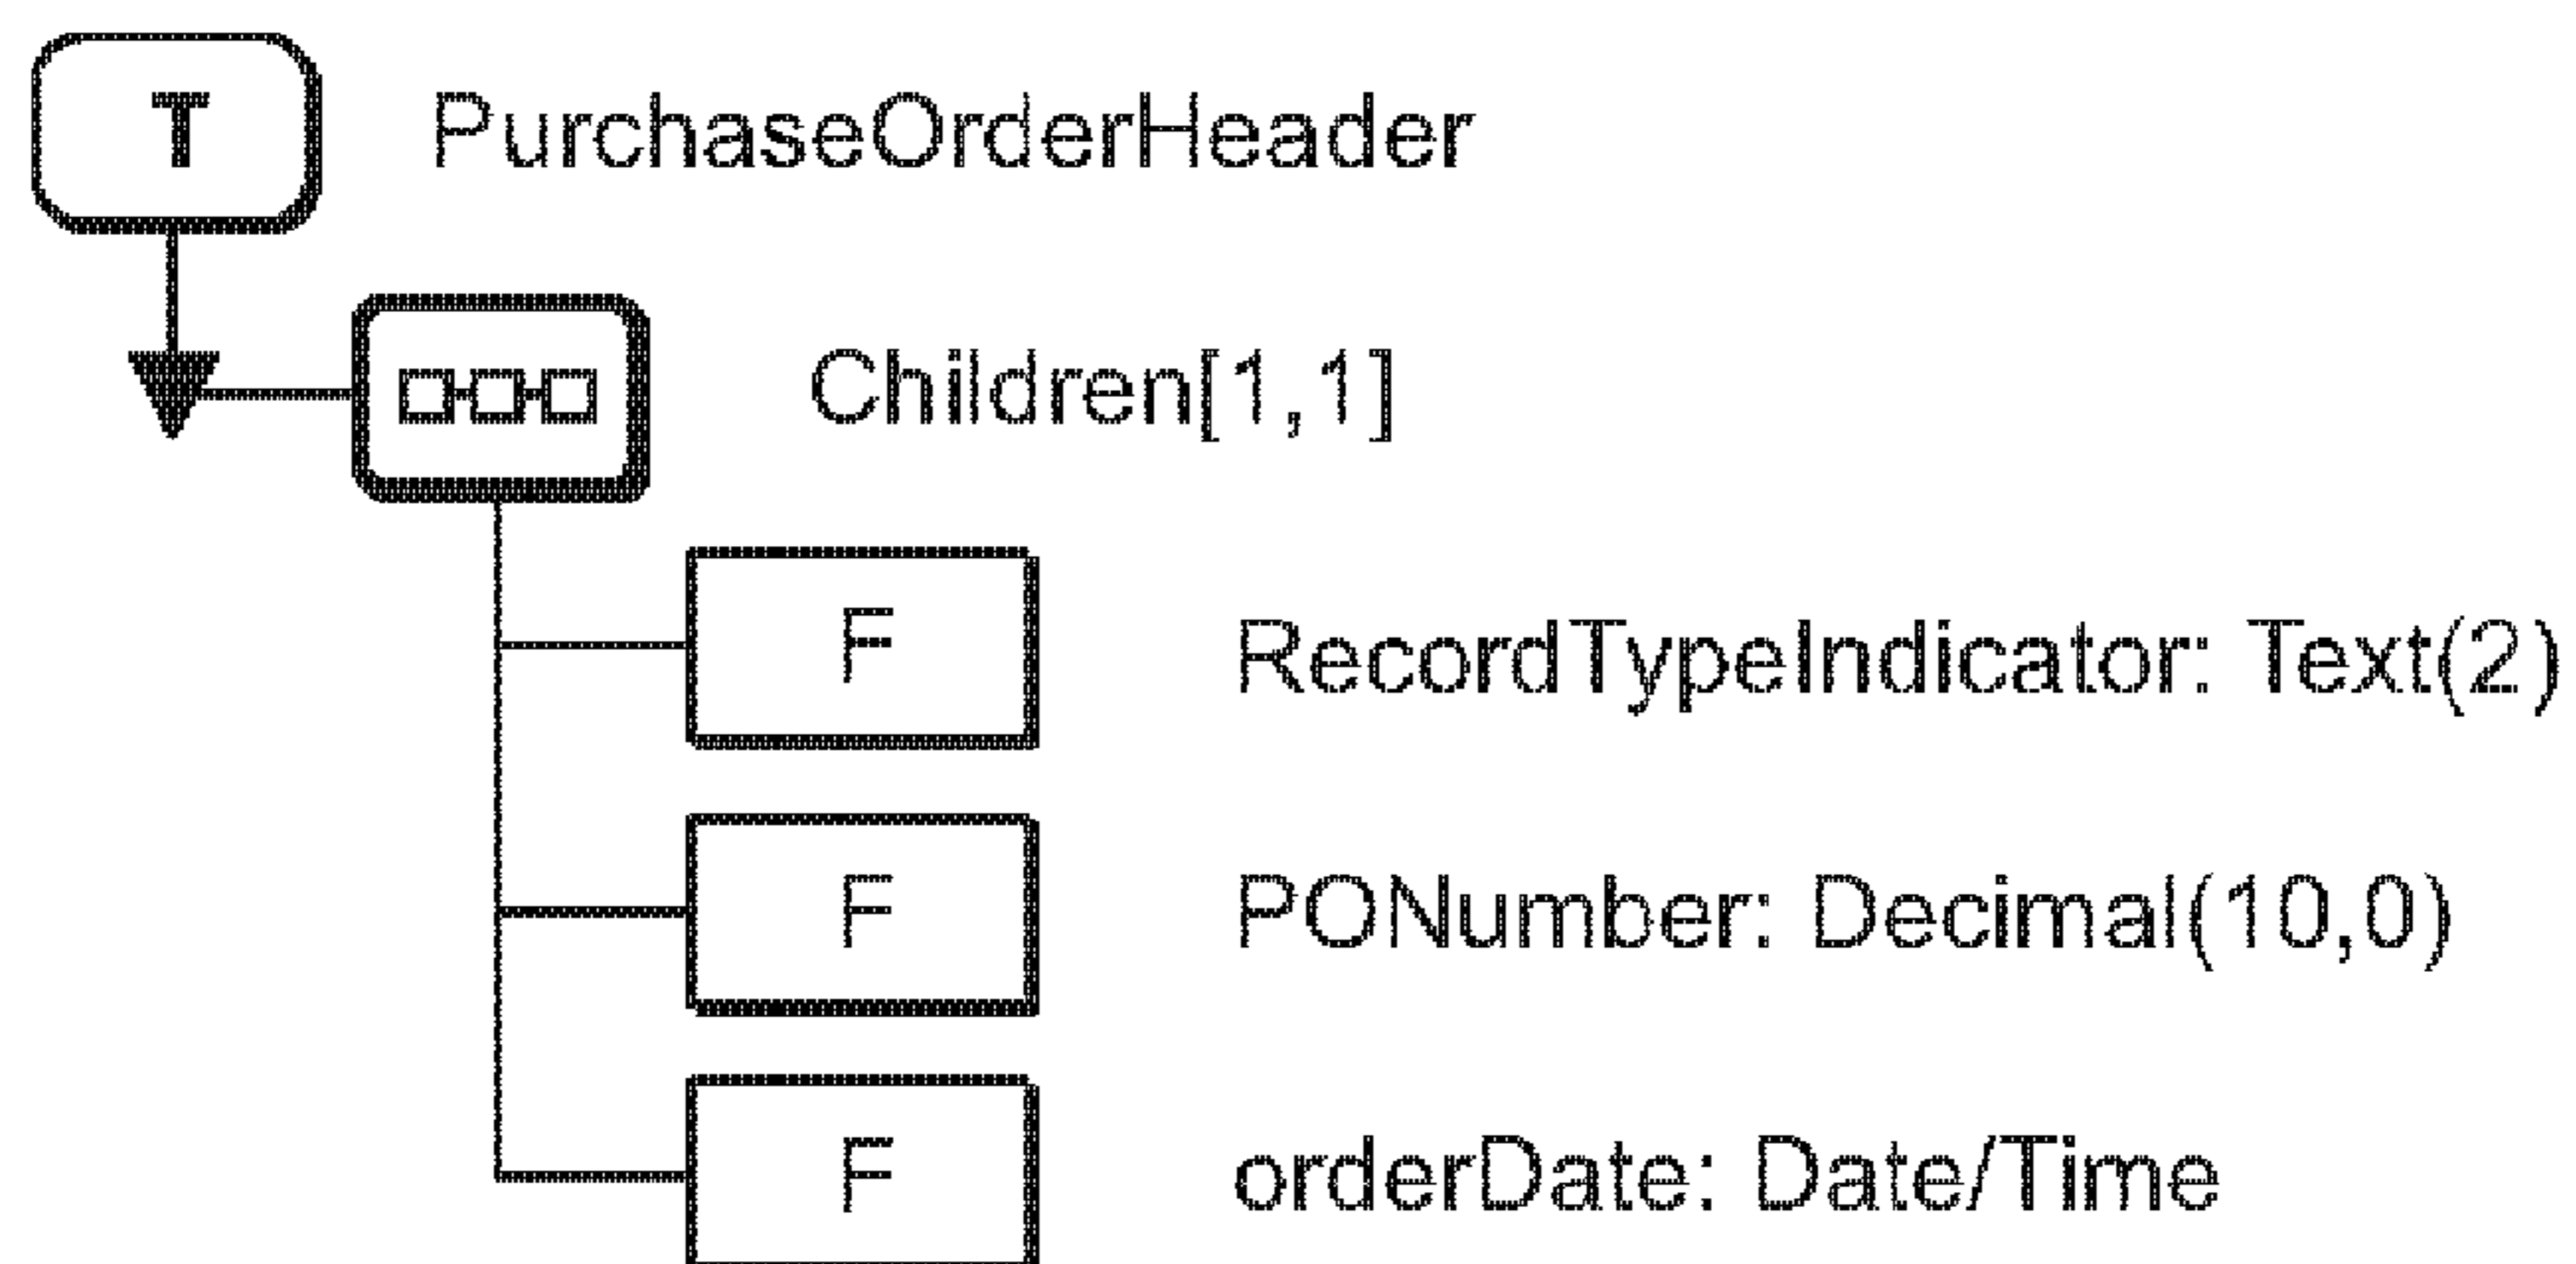 T PurchaseOrderHeader
Children[1,1]
F RecordTypeIndicator: Text(2)
F PONumber: Decimal(10,0)
F orderDate: Date/Time